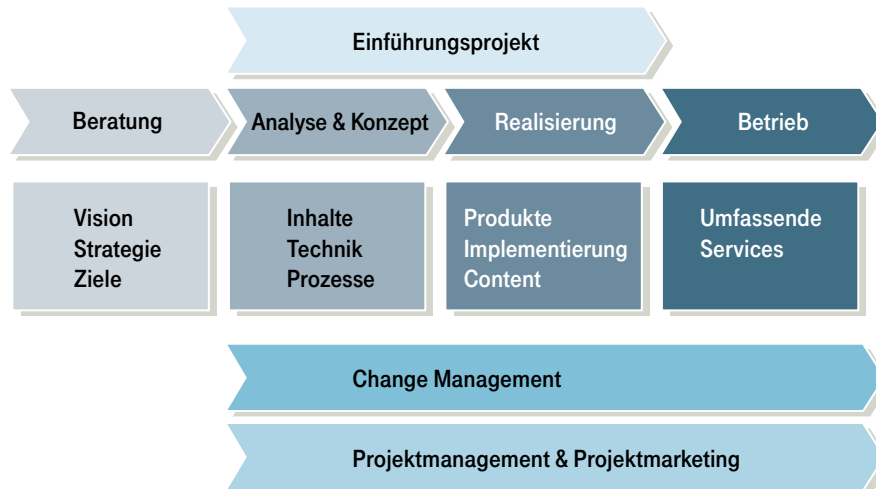 Einführungsprojekt
Beratung
Analyse & Konzept
Realisierung
Betrieb
Vision
Strategie
Ziele
Inhalte
Technik
Prozesse
Produkte
Implementierung
Content
Umfassende
Services
Change Management
Projektmanagement & Projektmarketing